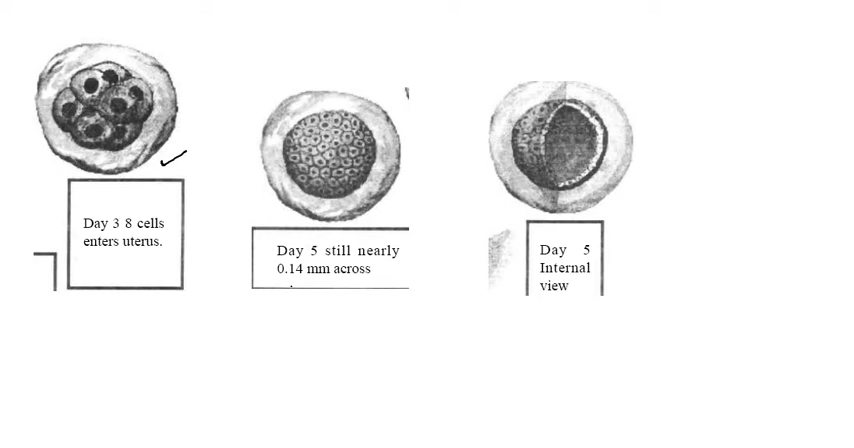 Day 3 8 cells
enters uterus.
Day 5 still nearly
0.14 mm across
Day 5
Internal
view